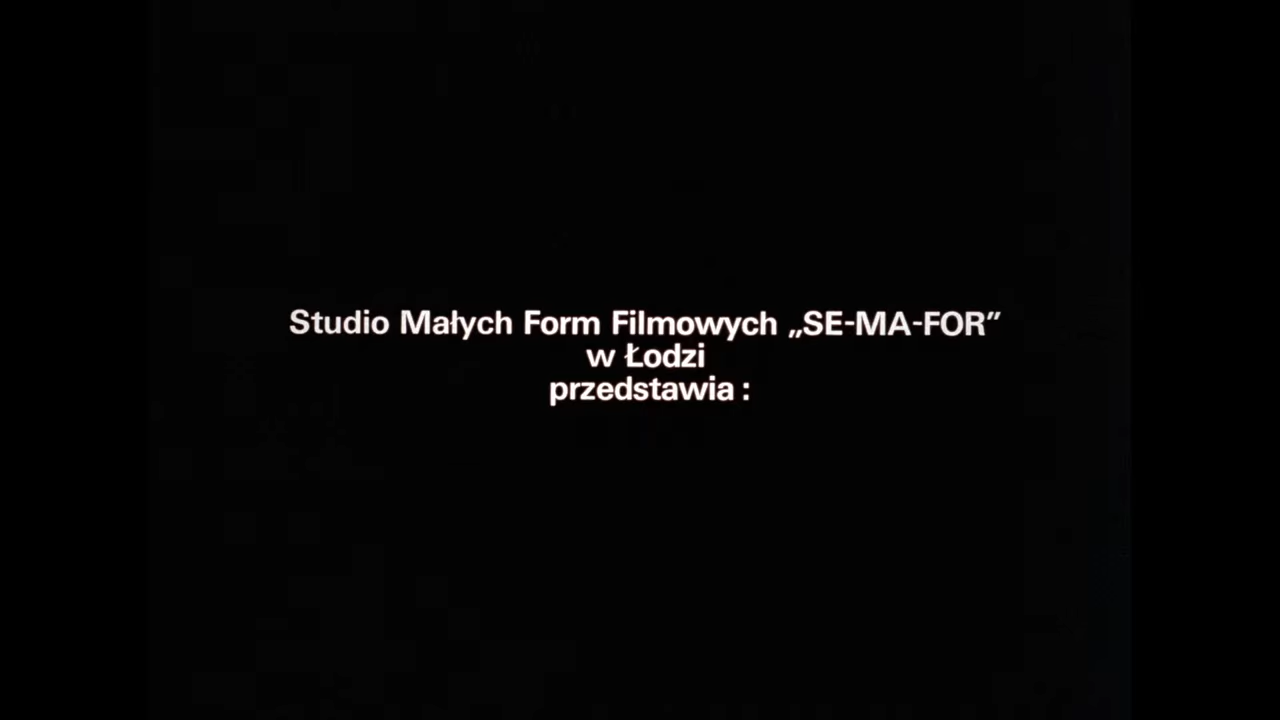 Studio Małych Form Filmowych „SE-MA-FOR”
w Łodzi
przedstawia :